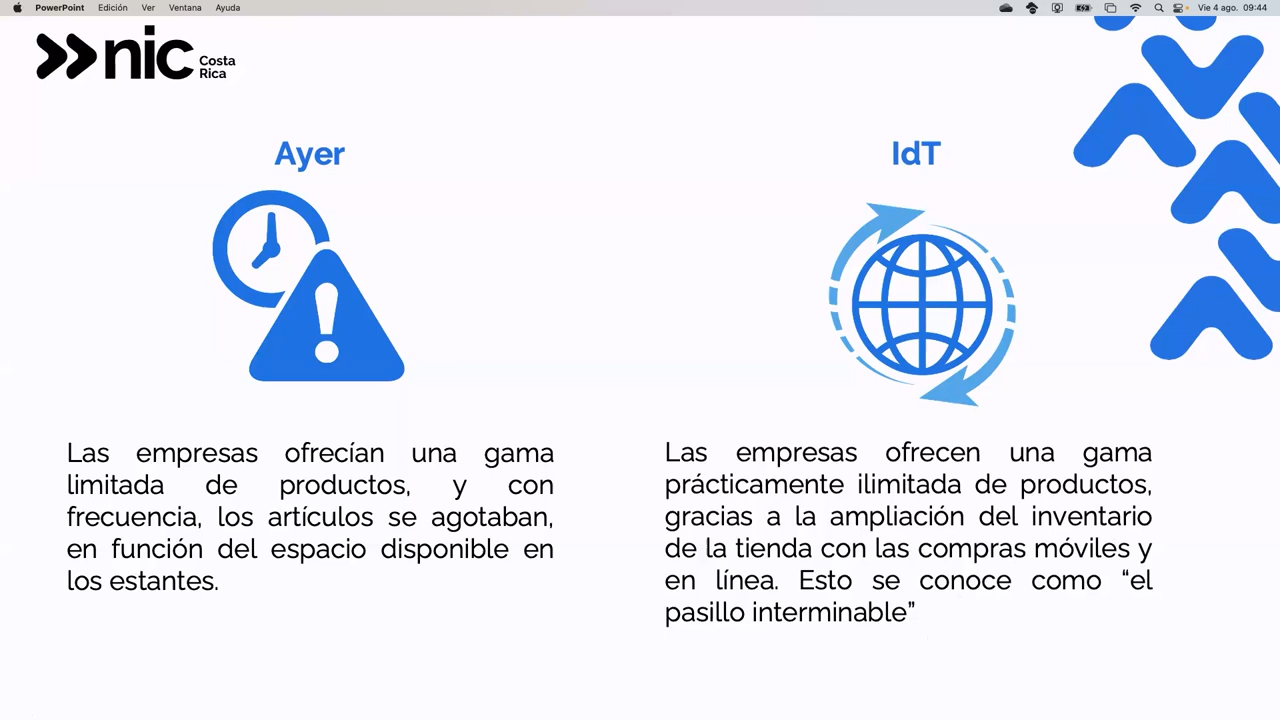 PowerPoint Edición Ver Ventana Ayuda Vie 4 ago. 09:44
nic Costa Rica
Ayer
Las empresas ofrecían una gama
limitada de productos, y con
frecuencia, los artículos se agotaban,
en función del espacio disponible en
los estantes.
IdT
Las empresas ofrecen una gama
prácticamente ilimitada de productos,
gracias a la ampliación del inventario
de la tienda con las compras móviles y
en línea. Esto se conoce como “el
pasillo interminable”